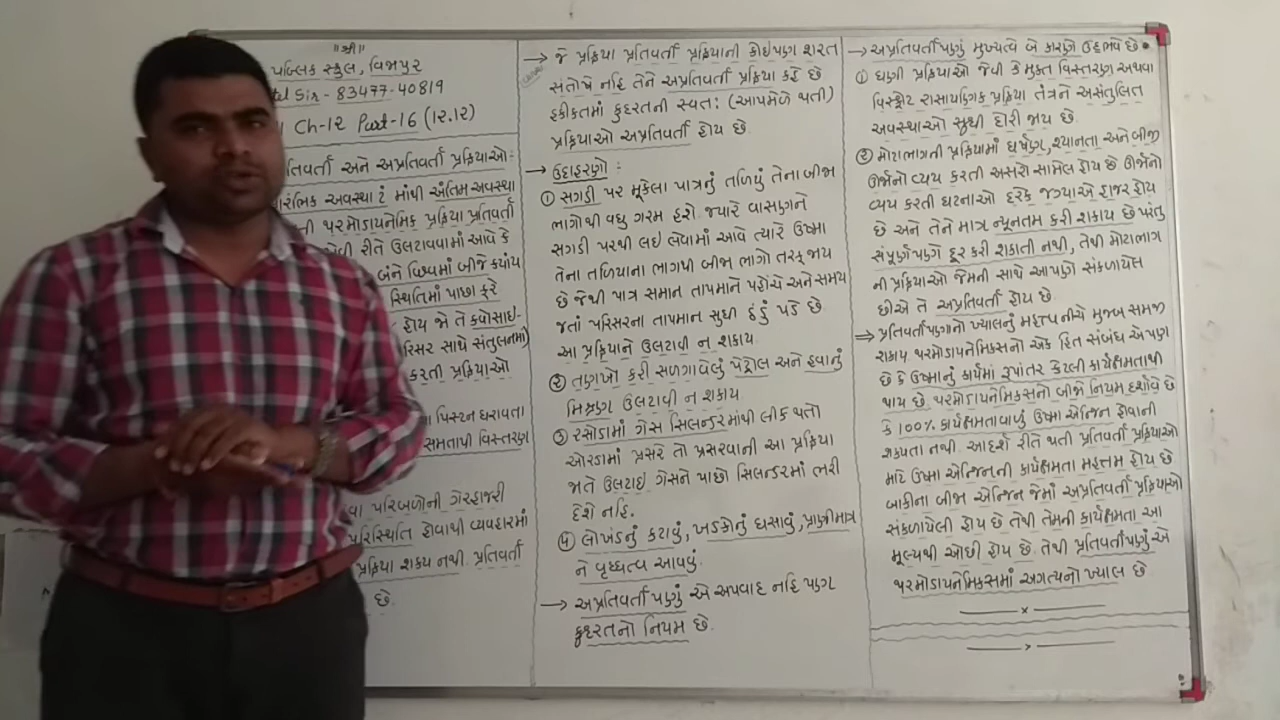 ॥ શ્રી ॥
પબ્લિક સ્કુલ, વિજાપુર
tel Sir - 83477-40819
Ch-12 Part-16 (12.12)
તિવર્તી અને અપ્રતિવર્તી પ્રક્રિયાઓ:
રંભિક અવસ્થા i માંથી અંતિમ અવસ્થા
ની થરમોડાયનેમિક પ્રક્રિયા પ્રતિવર્તી
એવી રીતે ઉલટાવવામાં આવે કે
બંને વિશ્વમાં બીજે ક્યાંય
સ્થિતિમાં પાછા ફરે
હોય જો તે ક્વોસાઇ-
રિસર સાથે સંતુલનમાં)
કરતી પ્રક્રિયાઓ
પિસ્ટન ધરાવતા
સમતાપી વિસ્તરણ
વા પરિબળોની ગેરહાજરી
પરિસ્થિતિ હોવાથી વ્યવહારમાં
પ્રક્રિયા શક્ય નથી. પ્રતિવર્તી
છે.
→ જે પ્રક્રિયા પ્રતિવર્તી પ્રક્રિયાની કોઇપણ શરત
સંતોષે નહિ તેને અપ્રતિવર્તી પ્રક્રિયા કહે છે
હકીકતમાં કુદરતની સ્વતઃ (આપમેળે થતી)
પ્રક્રિયાઓ અપ્રતિવર્તી હોય છે.
→ ઉદાહરણો :
① સગડી પર મૂકેલા પાત્રનું તળિયું તેના બીજા
ભાગોથી વધુ ગરમ હશે. જ્યારે વાસણને
સગડી પરથી લઇ લેવામાં આવે ત્યારે ઉષ્મા
તેના તળિયાના ભાગથી બીજા ભાગો તરફ જાય
છે જેથી પાત્ર સમાન તાપમાને પહોંચે અને સમય
જતાં પરિસરના તાપમાન સુધી ઠંડું પડે છે.
આ પ્રક્રિયાને ઉલટાવી ન શકાય.
② તણખો કરી સળગાવેલું પેટ્રોલ અને હવાનું
મિશ્રણ ઉલટાવી ન શકાય.
③ રસોડામાં ગેસ સિલન્ડરમાંથી લીક થતો
ઓરડામાં પ્રસરે તો પ્રસરવાની આ પ્રક્રિયા
જાતે ઉલટાઇ ગેસને પાછો સિલન્ડરમાં ભરી
દેશે નહિ.
④ લોખંડનું કટાવું, ખડકોનું ઘસાવું, પ્રાણીમાત્ર
ને વૃધ્ધત્વ આવવું.
→ અપ્રતિવર્તીપણું એ અપવાદ નહિ પણ
કુદરતનો નિયમ છે.
→ અપ્રતિવર્તીપણું મુખ્યત્વે બે કારણે ઉદ્દભવે છે.
① ઘણી પ્રક્રિયાઓ જેવી કે મુક્ત વિસ્તરણ અથવા
વિસ્ફોટ રાસાયણિક પ્રક્રિયા તંત્રને અસંતુલિત
અવસ્થાઓ સુધી દોરી જાય છે.
② મોટાભાગની પ્રક્રિયામાં ઘર્ષણ, શ્યાનતા અને બીજી
ઊર્જાનો વ્યય કરતી અસરો સામેલ હોય છે ઊર્જાનો
વ્યય કરતી ઘટનાઓ દરેક જગ્યાએ હાજર હોય
છે અને તેને માત્ર ન્યૂનતમ કરી શકાય છે પરંતુ
સંપૂર્ણપણે દૂર કરી શકાતી નથી, તેથી મોટાભાગ
ની પ્રક્રિયાઓ જેમની સાથે આપણે સંકળાયેલ
છીએ તે અપ્રતિવર્તી હોય છે.
⇒ પ્રતિવર્તીપણાનો ખ્યાલનું મહત્ત્વ નીચે મુજબ સમજી
શકાય થરમોડાયનેમિક્સનો એક હિત સંબંધ એ પણ
છે કે ઉષ્માનું કાર્યમાં રૂપાંતર કેટલી કાર્યક્ષમતાથી
થાય છે. થરમોડાયનેમિક્સનો બીજો નિયમ દર્શાવે છે
કે 100% કાર્યક્ષમતાવાળું ઉષ્મા એન્જિન હોવાની
શક્યતા નથી. આદર્શ રીતે થતી પ્રતિવર્તી પ્રક્રિયાઓ
માટે ઉષ્મા એન્જિનની કાર્યક્ષમતા મહત્તમ હોય છે
બાકીના બીજા એન્જિન જેમાં અપ્રતિવર્તી પ્રક્રિયાઓ
સંકળાયેલી હોય છે તેથી તેમની કાર્યક્ષમતા આ
મૂલ્યથી ઓછી હોય છે. તેથી પ્રતિવર્તીપણું એ
થરમોડાયનેમિક્સમાં અગત્યનો ખ્યાલ છે.